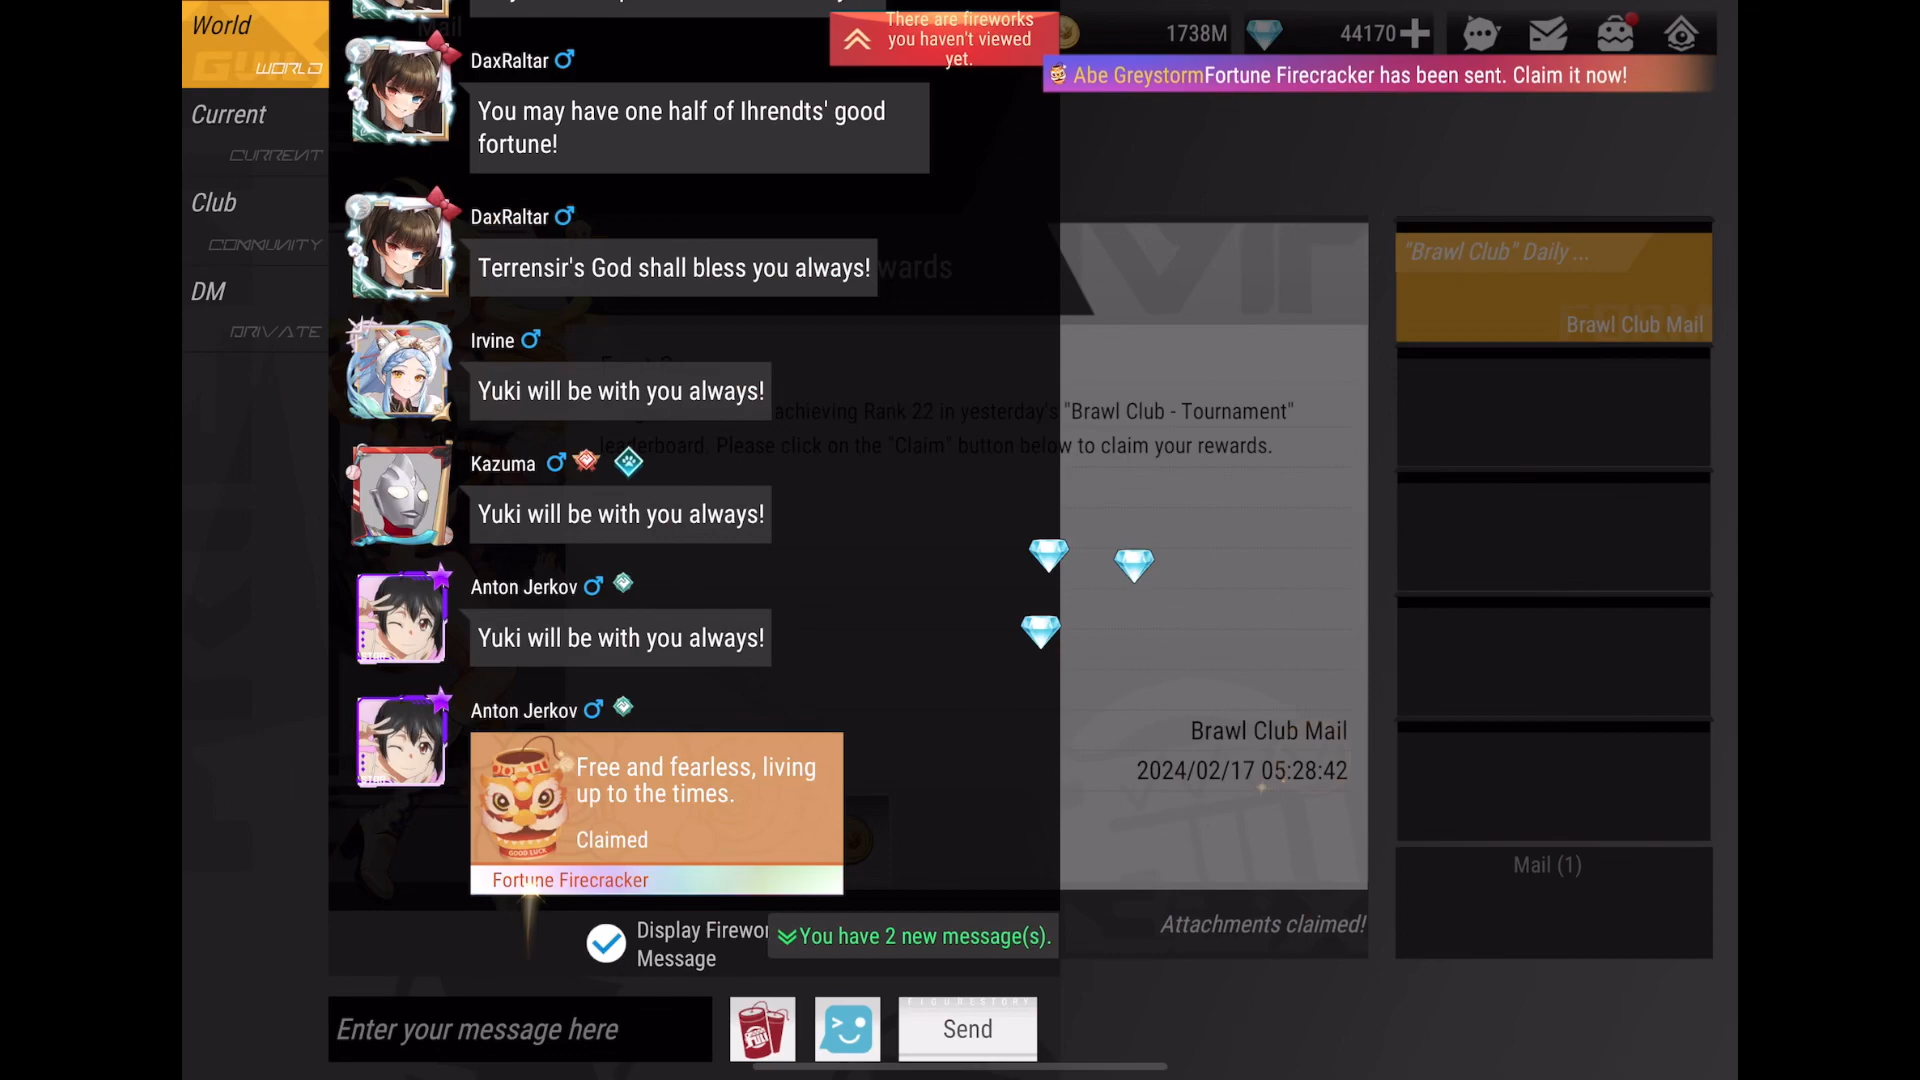 World
WORLD
Current
CURRENT
Club
COMMUNITY
DM
PRIVATE
Mail
There are fireworks
you haven't viewed
yet.
1738M
44170
Abe GreystormFortune Firecracker has been sent. Claim it now!
DaxRaltar
You may have one half of Ihrendts' good
fortune!
DaxRaltar
Terrensir's God shall bless you always!
wards
Irvine
Yuki will be with you always!
achieving Rank 22 in yesterday's "Brawl Club - Tournament"
leaderboard. Please click on the "Claim" button below to claim your rewards.
Kazuma
Yuki will be with you always!
Anton Jerkov
Yuki will be with you always!
Anton Jerkov
Free and fearless, living
up to the times.
Claimed
GOOD LUCK
Fortune Firecracker
Brawl Club Mail
2024/02/17 05:28:42
"Brawl Club" Daily ...
Brawl Club Mail
Mail (1)
Attachments claimed!
Display Firewor
Message
You have 2 new message(s).
Enter your message here
FIGURESTORY
Send